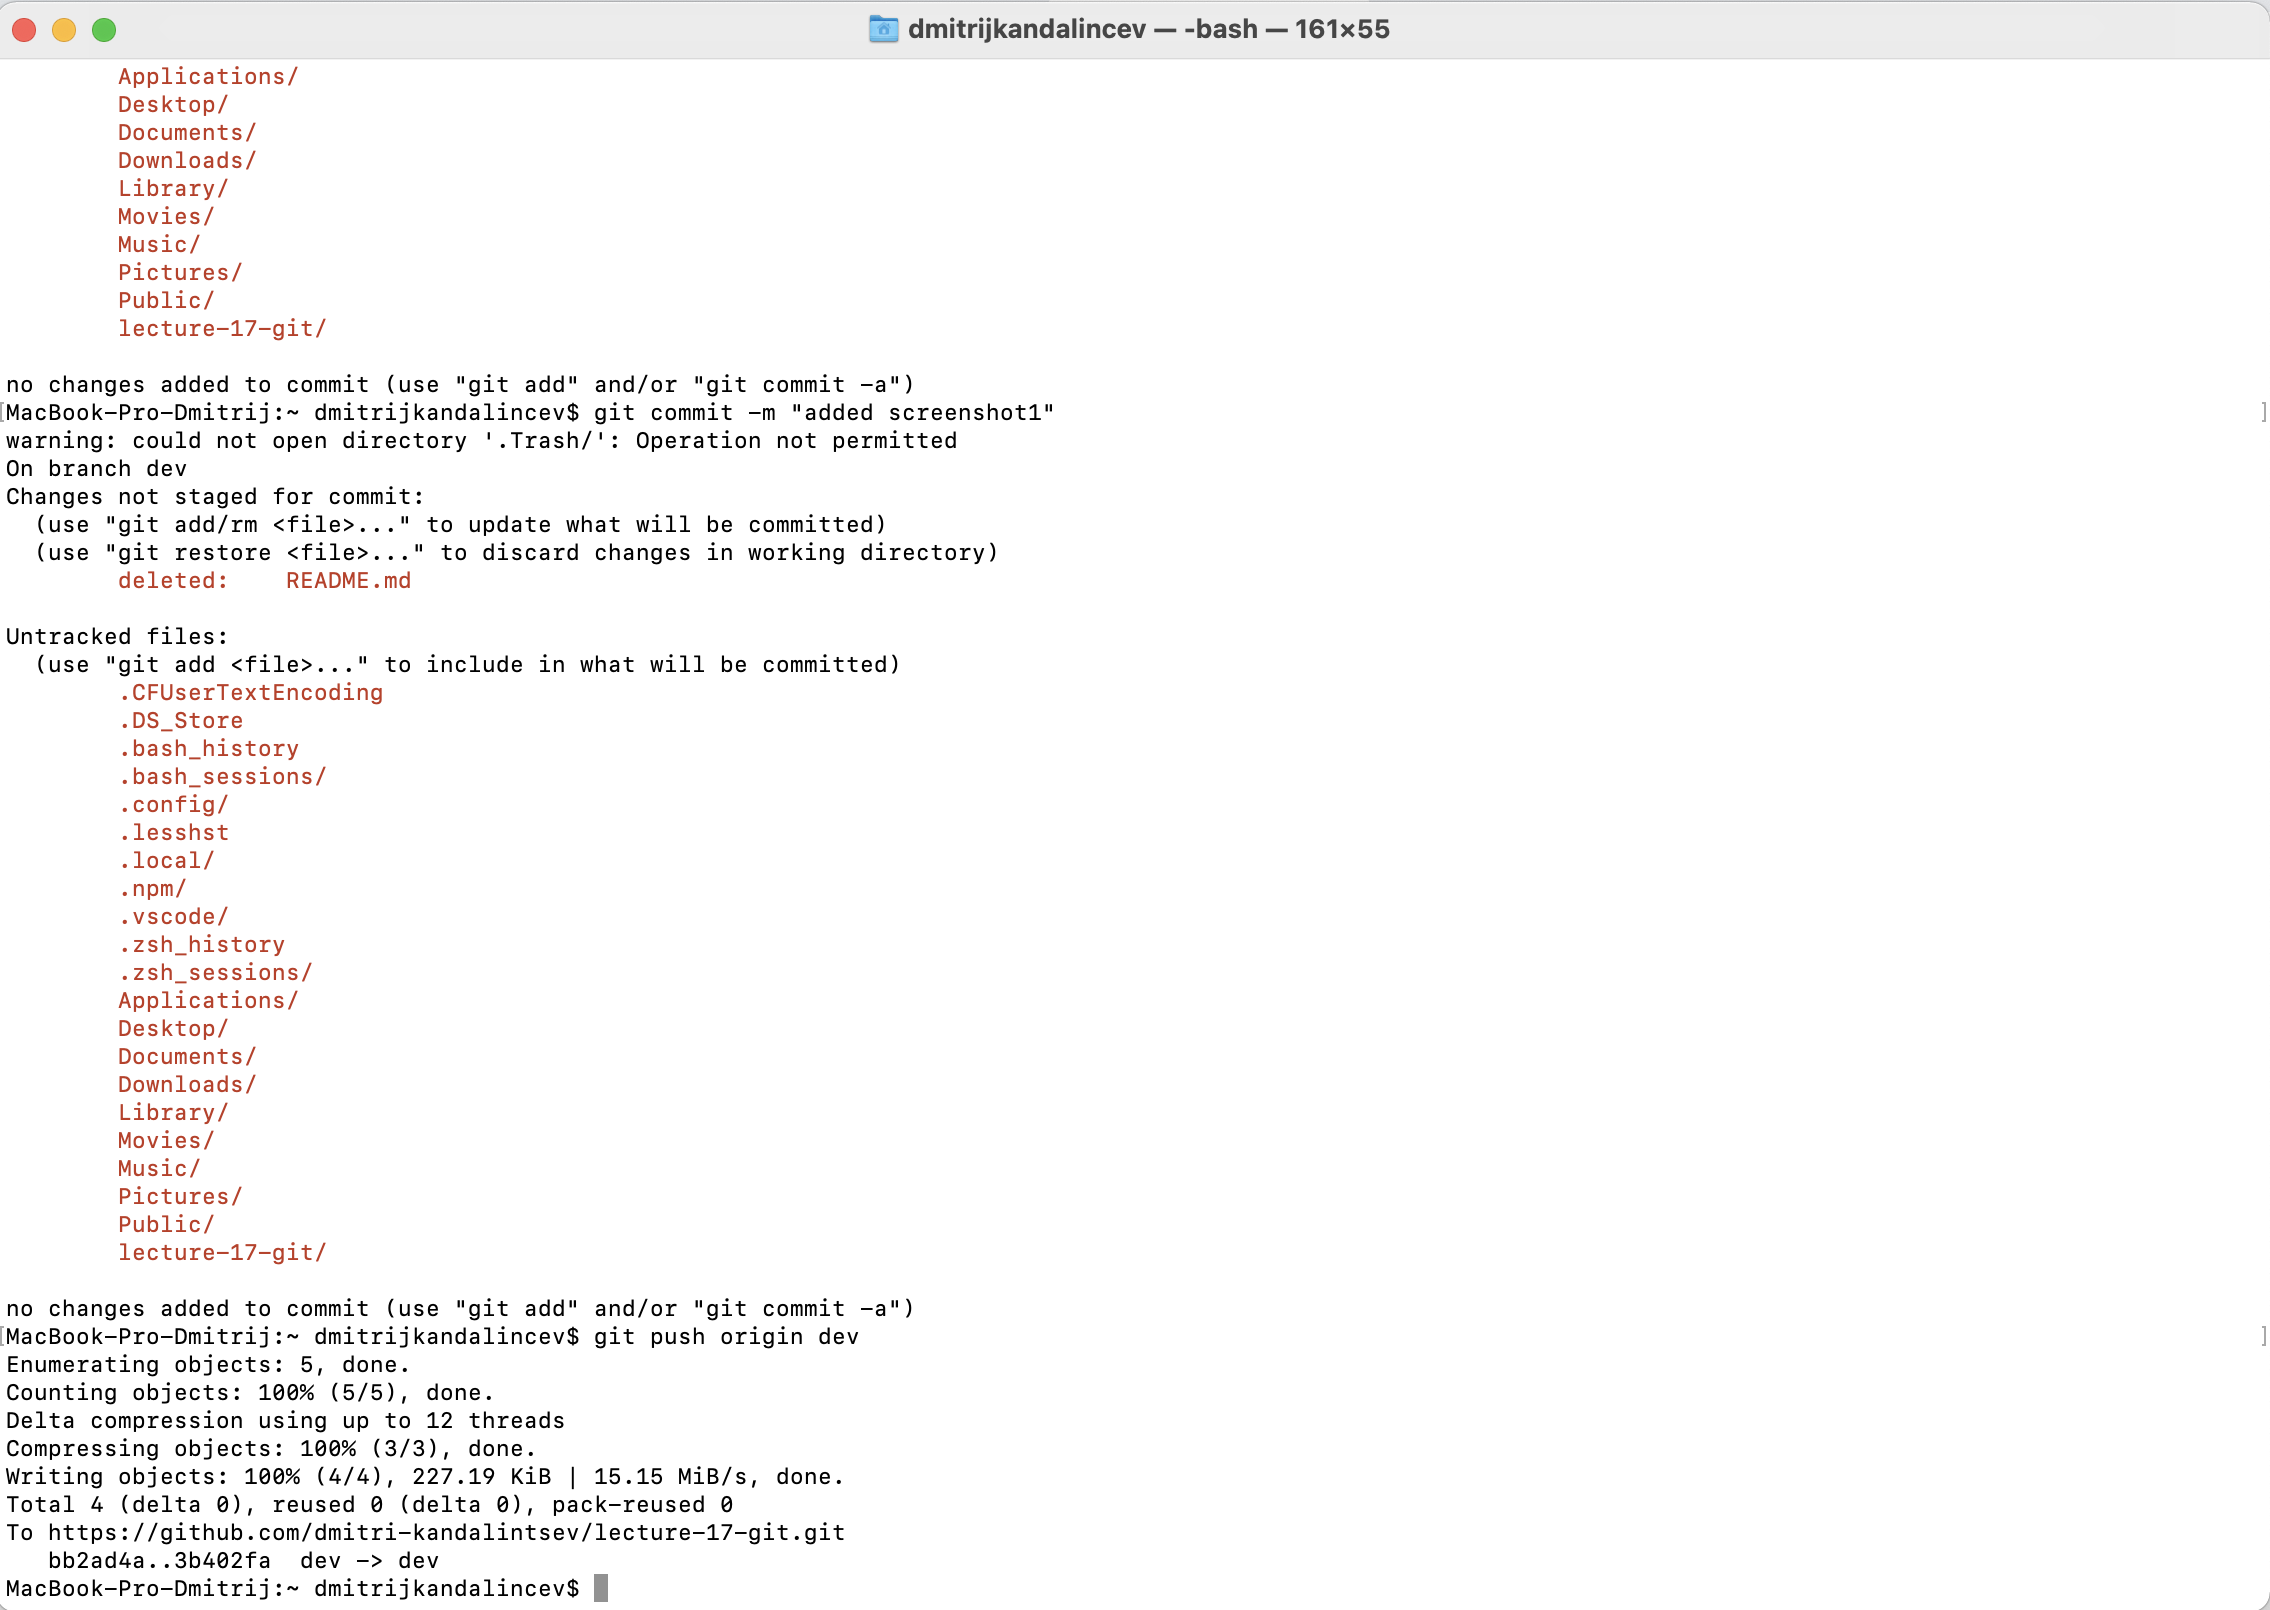 dmitrijkandalincev — -bash — 161×55
Applications/
Desktop/
Documents/
Downloads/
Library/
Movies/
Music/
Pictures/
Public/
lecture-17-git/
no changes added to commit (use "git add" and/or "git commit -a")
[MacBook-Pro-Dmitrij:~ dmitrijkandalincev$ git commit -m "added screenshot1" ]
warning: could not open directory '.Trash/': Operation not permitted
On branch dev
Changes not staged for commit:
(use "git add/rm <file>..." to update what will be committed)
(use "git restore <file>..." to discard changes in working directory)
deleted: README.md
Untracked files:
(use "git add <file>..." to include in what will be committed)
.CFUserTextEncoding
.DS_Store
.bash_history
.bash_sessions/
.config/
.lesshst
.local/
.npm/
.vscode/
.zsh_history
.zsh_sessions/
Applications/
Desktop/
Documents/
Downloads/
Library/
Movies/
Music/
Pictures/
Public/
lecture-17-git/
no changes added to commit (use "git add" and/or "git commit -a")
[MacBook-Pro-Dmitrij:~ dmitrijkandalincev$ git push origin dev ]
Enumerating objects: 5, done.
Counting objects: 100% (5/5), done.
Delta compression using up to 12 threads
Compressing objects: 100% (3/3), done.
Writing objects: 100% (4/4), 227.19 KiB | 15.15 MiB/s, done.
Total 4 (delta 0), reused 0 (delta 0), pack-reused 0
To https://github.com/dmitri-kandalintsev/lecture-17-git.git
bb2ad4a..3b402fa dev -> dev
MacBook-Pro-Dmitrij:~ dmitrijkandalincev$